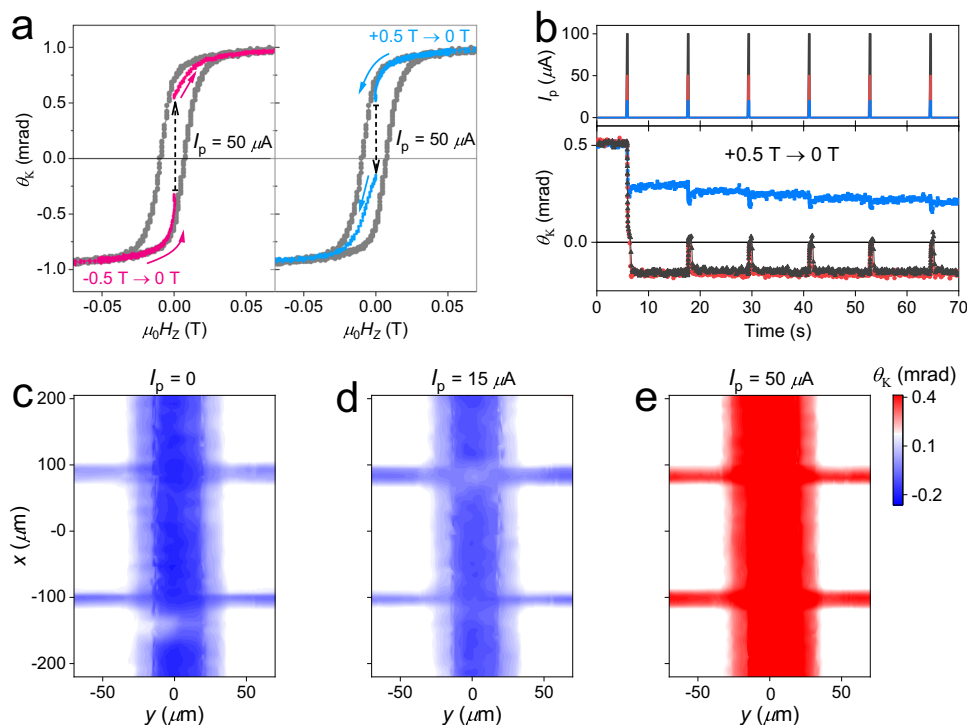 a
1.0
0.5
0.0
-0.5
-1.0
θK (mrad)
Ip = 50 μA
-0.5 T → 0 T
-0.05 0.00 0.05
μ0HZ (T)
+0.5 T → 0 T
Ip = 50 μA
-0.05 0.00 0.05
μ0HZ (T)
b
100
50
0
Ip (μA)
+0.5 T → 0 T
0.5
0.0
θK (mrad)
0 10 20 30 40 50 60 70
Time (s)
c
Ip = 0
200
100
-0
-100
-200
x (μm)
-50 0 50
y (μm)
d
Ip = 15 μA
-50 0 50
y (μm)
e
Ip = 50 μA
-50 0 50
y (μm)
θK (mrad)
0.4
0.1
-0.2